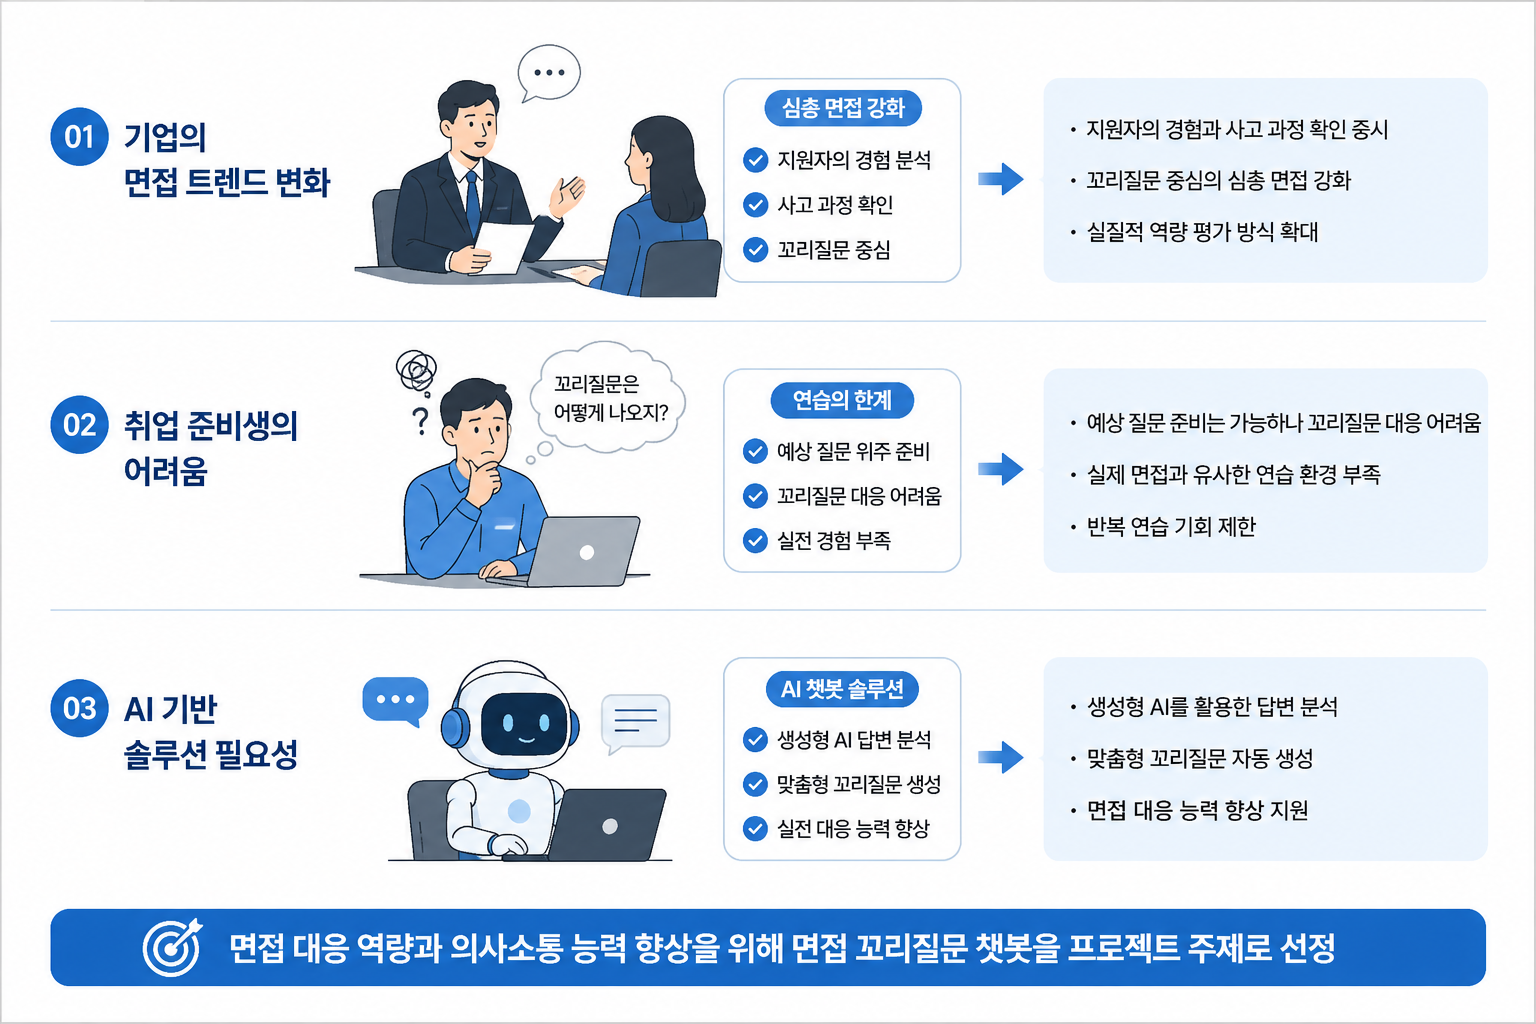 01
기업의
면접 트렌드 변화
심총 면접 강화
지원자의 경험 분석
사고 과정 확인
꼬리질문 중심
• 지원자의 경험과 사고 과정 확인 중시
• 꼬리질문 중심의 심총 면접 강화
• 실질적 역량 평가 방식 확대
02
취업 준비생의
어려움
?
꼬리질문은
어떻게 나오지?
연습의 한계
예상 질문 위주 준비
꼬리질문 대응 어려움
실전 경험 부족
• 예상 질문 준비는 가능하나 꼬리질문 대응 어려움
• 실제 면접과 유사한 연습 환경 부족
• 반복 연습 기회 제한
03
AI 기반
솔루션 필요성
AI 챗봇 솔루션
생성형 AI 답변 분석
맞춤형 꼬리질문 생성
실전 대응 능력 향상
• 생성형 AI를 활용한 답변 분석
• 맞춤형 꼬리질문 자동 생성
• 면접 대응 능력 향상 지원
면접 대응 역량과 의사소통 능력 향상을 위해 면접 꼬리질문 챗봇을 프로젝트 주제로 선정